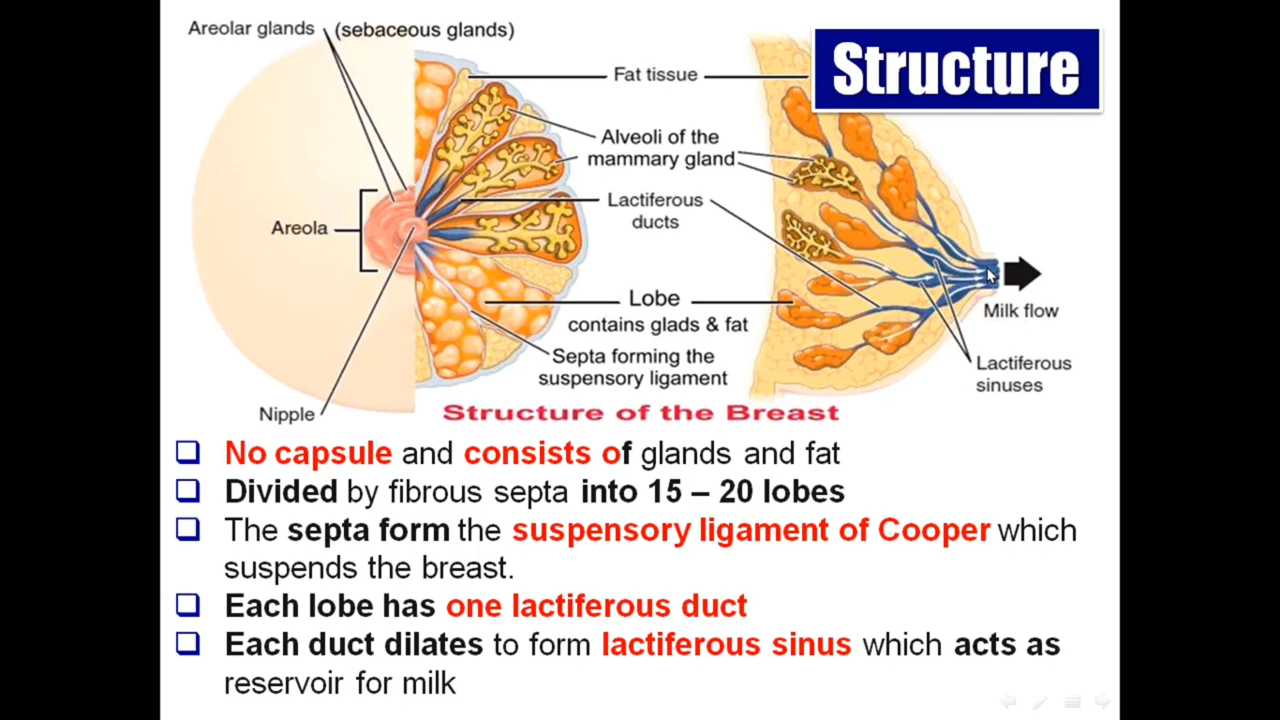 Areolar glands (sebaceous glands)
Structure
Fat tissue
Alveoli of the
mammary gland
Lactiferous
ducts
Areola
Lobe
contains glads & fat
Milk flow
Septa forming the
suspensory ligament
Lactiferous
sinuses
Nipple
Structure of the Breast
❑ No capsule and consists of glands and fat
❑ Divided by fibrous septa into 15 – 20 lobes
❑ The septa form the suspensory ligament of Cooper which
suspends the breast.
❑ Each lobe has one lactiferous duct
❑ Each duct dilates to form lactiferous sinus which acts as
reservoir for milk